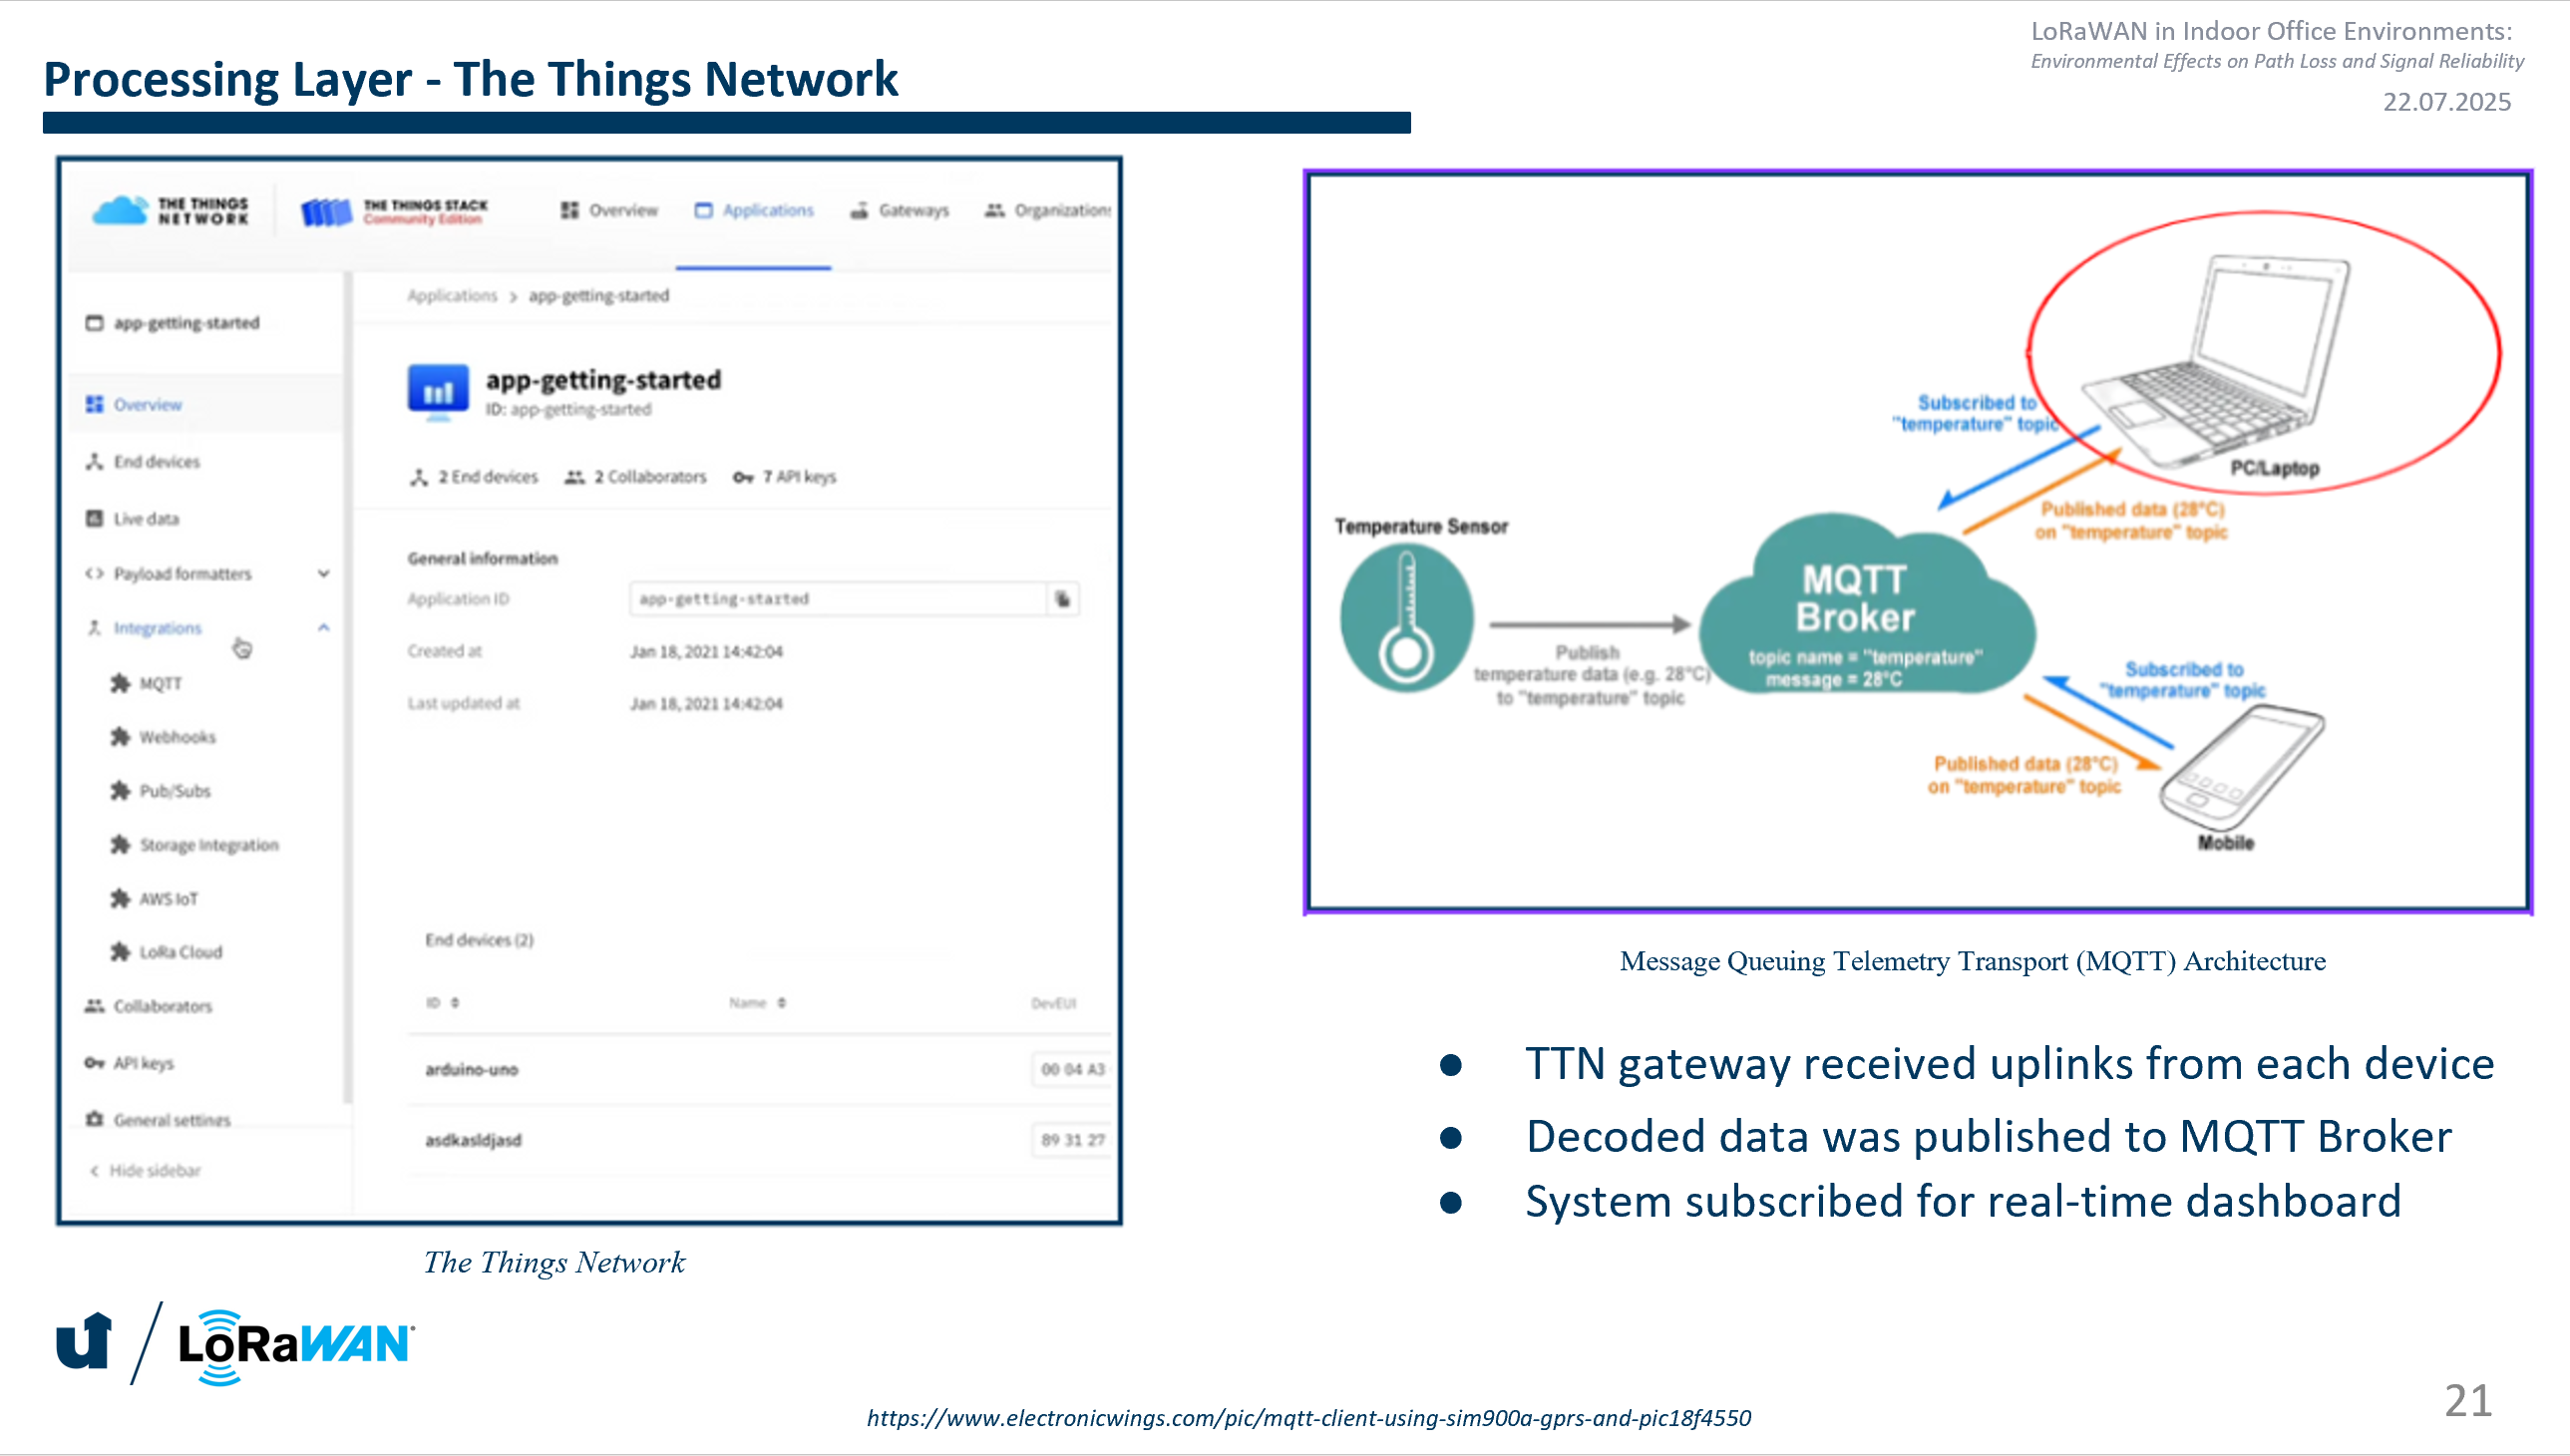 LoRaWAN in Indoor Office Environments:
Environmental Effects on Path Loss and Signal Reliability
22.07.2025
Processing Layer - The Things Network
THE THINGS
NETWORK
THE THINGS STACK
Community Edition
Overview
Applications
Gateways
Organizations
app-getting-started
Overview
End devices
Live data
Payload formatters
Integrations
MQTT
Webhooks
Pub/Subs
Storage Integration
AWS IoT
LoRa Cloud
Collaborators
API keys
General settings
< Hide sidebar
Applications > app-getting-started
app-getting-started
ID: app-getting-started
2 End devices
2 Collaborators
7 API keys
General information
Application ID
app-getting-started
Created at
Jan 18, 2021 14:42:04
Last updated at
Jan 18, 2021 14:42:04
End devices (2)
ID
Name
DevEUI
arduino-uno
00 04 A3
asdkasldjasd
89 31 27
The Things Network
Subscribed to
"temperature" topic
PC/Laptop
Published data (28°C)
on "temperature" topic
Temperature Sensor
MQTT
Broker
topic name = "temperature"
message = 28°C
Publish
temperature data (e.g. 28°C)
to "temperature" topic
Subscribed to
"temperature" topic
Published data (28°C)
on "temperature" topic
Mobile
Message Queuing Telemetry Transport (MQTT) Architecture
● TTN gateway received uplinks from each device
● Decoded data was published to MQTT Broker
● System subscribed for real-time dashboard
LoRaWAN
https://www.electronicwings.com/pic/mqtt-client-using-sim900a-gprs-and-pic18f4550
21